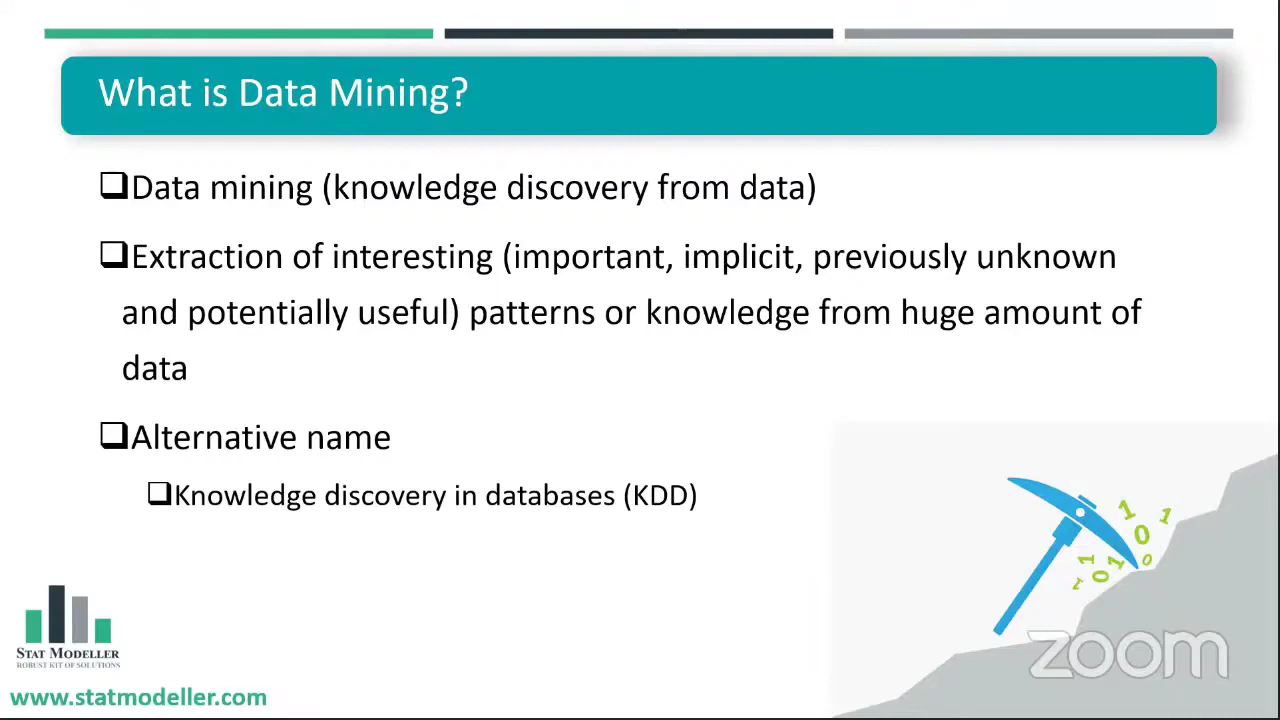 What is Data Mining?
Data mining (knowledge discovery from data)
Extraction of interesting (important, implicit, previously unknown
and potentially useful) patterns or knowledge from huge amount of
data
Alternative name
Knowledge discovery in databases (KDD)
1 1
0
1 0 1 0
1
STAT MODELLER
ROBUST KIT OF SOLUTIONS
zoom
www.statmodeller.com